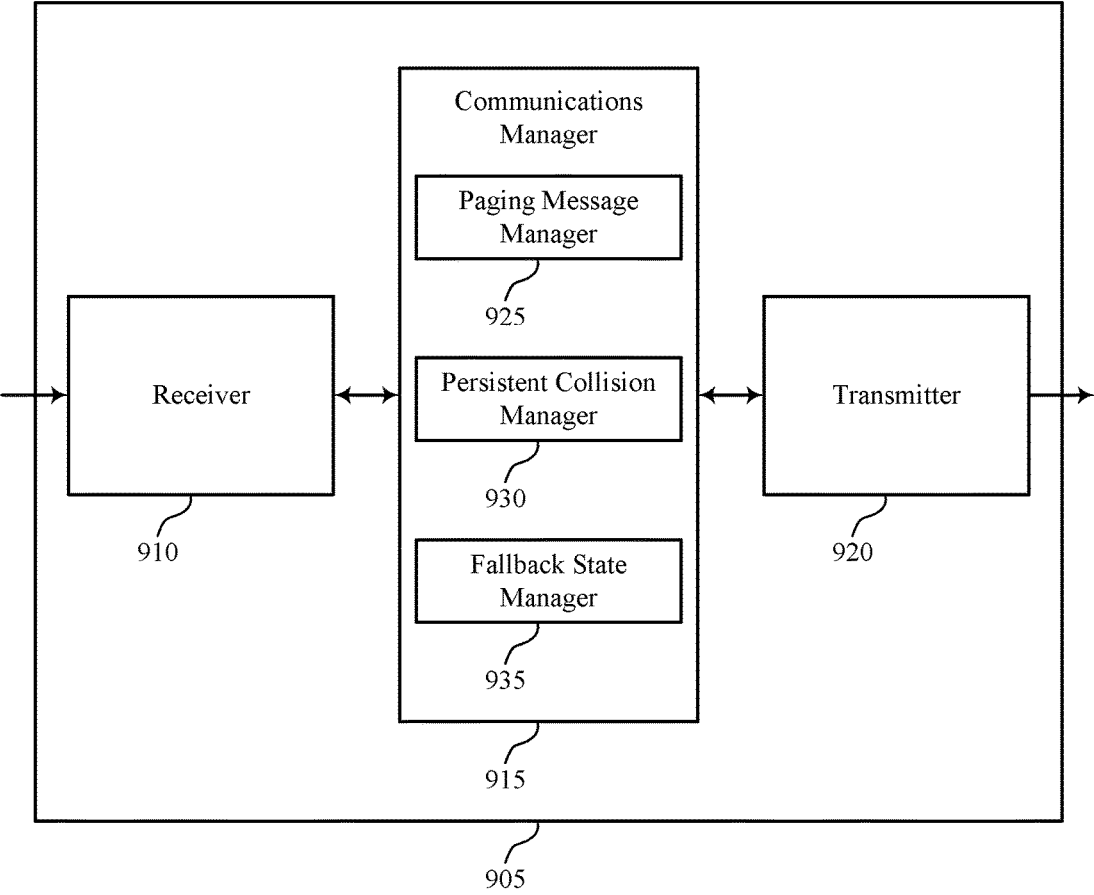 Communications
Manager
Paging Message
Manager
925
Receiver
910
Persistent Collision
Manager
930
Transmitter
920
Fallback State
Manager
935
915
905